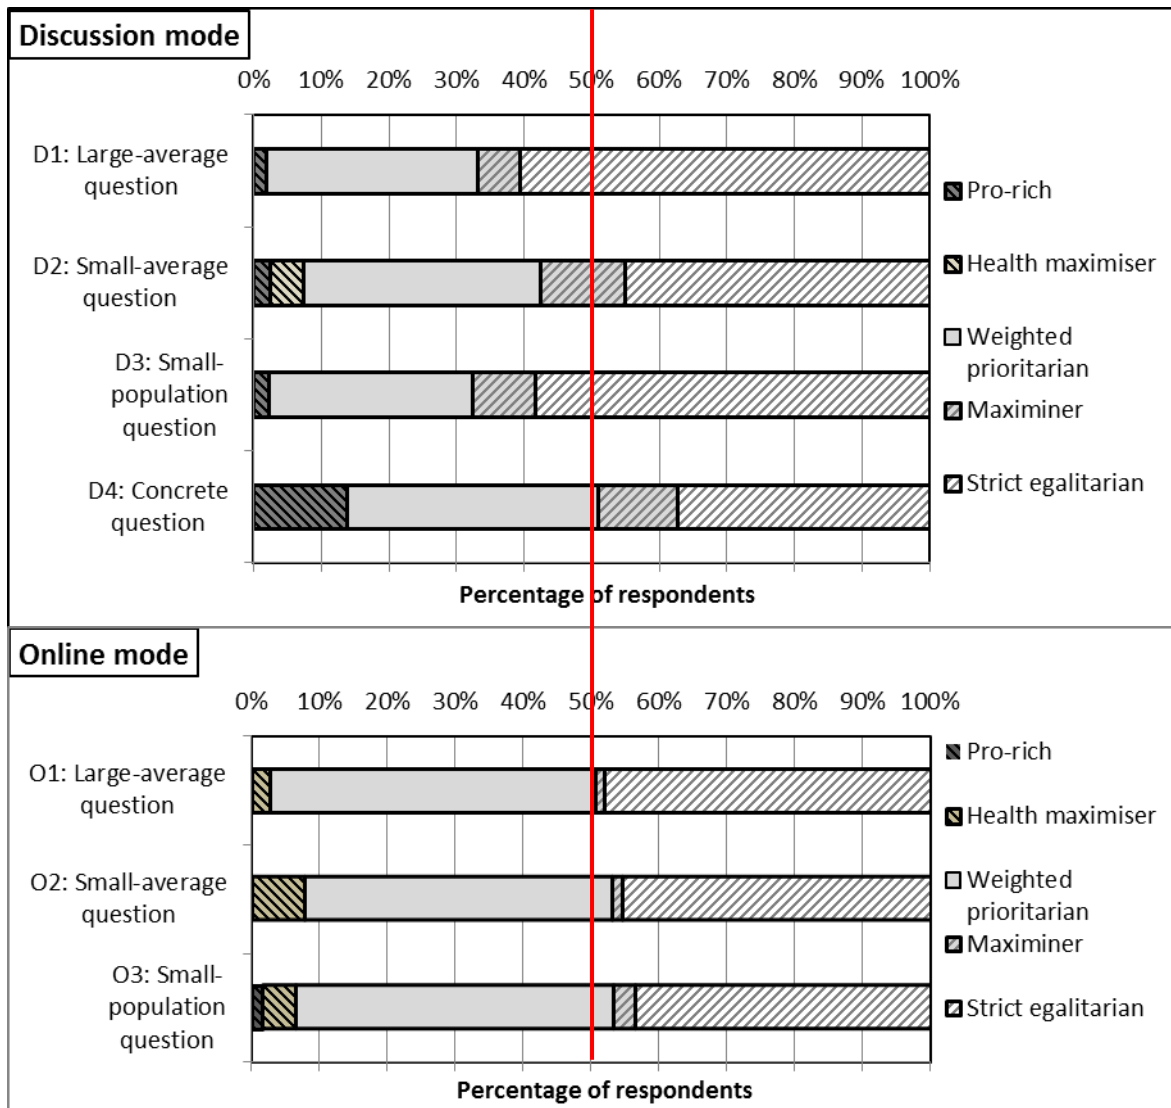 Discussion mode
0% 10% 20% 30% 40% 50% 60% 70% 80% 90% 100%
D1: Large-average
question
D2: Small-average
question
D3: Small-
population
question
D4: Concrete
question
Pro-rich
Health maximiser
Weighted
prioritarian
Maximiner
Strict egalitarian
Percentage of respondents
Online mode
0% 10% 20% 30% 40% 50% 60% 70% 80% 90% 100%
O1: Large-average
question
O2: Small-average
question
O3: Small-
population
question
Pro-rich
Health maximiser
Weighted
prioritarian
Maximiner
Strict egalitarian
Percentage of respondents